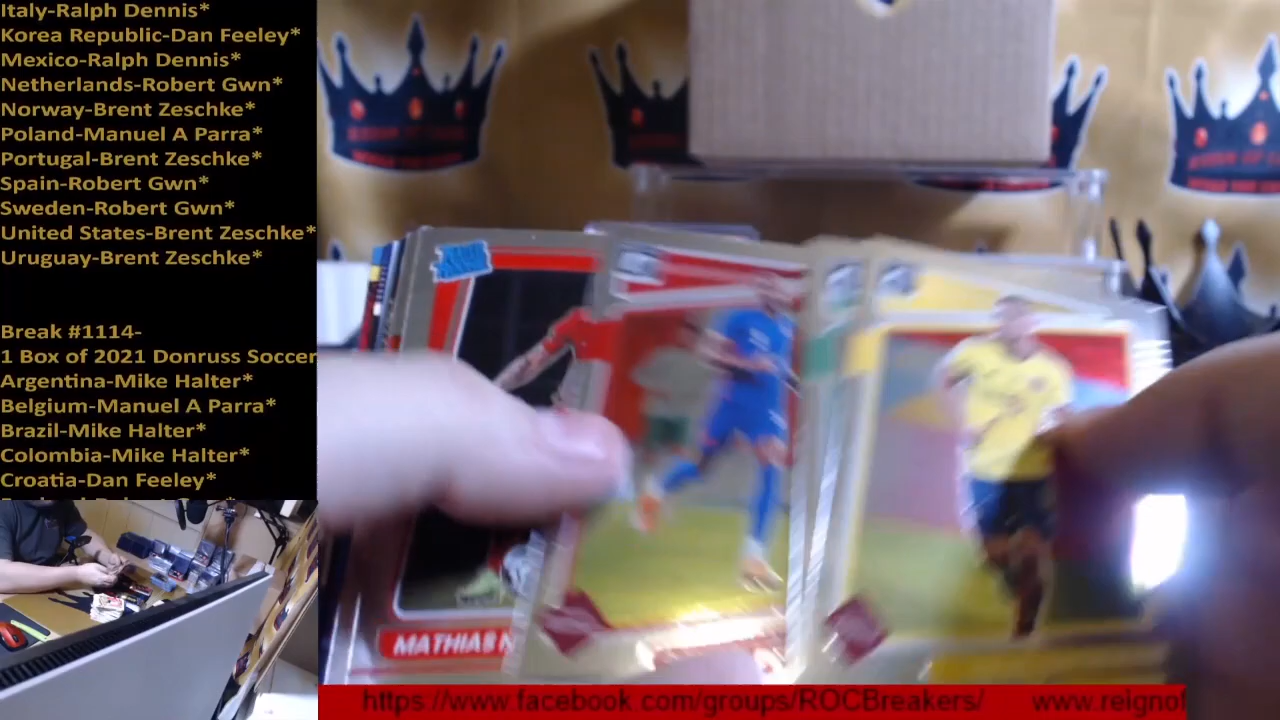 Italy-Ralph Dennis*
Korea Republic-Dan Feeley*
Mexico-Ralph Dennis*
Netherlands-Robert Gwn*
Norway-Brent Zeschke*
Poland-Manuel A Parra*
Portugal-Brent Zeschke*
Spain-Robert Gwn*
Sweden-Robert Gwn*
United States-Brent Zeschke*
Uruguay-Brent Zeschke*
Break #1114-
1 Box of 2021 Donruss Soccer
Argentina-Mike Halter*
Belgium-Manuel A Parra*
Brazil-Mike Halter*
Colombia-Mike Halter*
Croatia-Dan Feeley*
MATHIAS
https://www.facebook.com/groups/ROCBreakers/ www.reignof